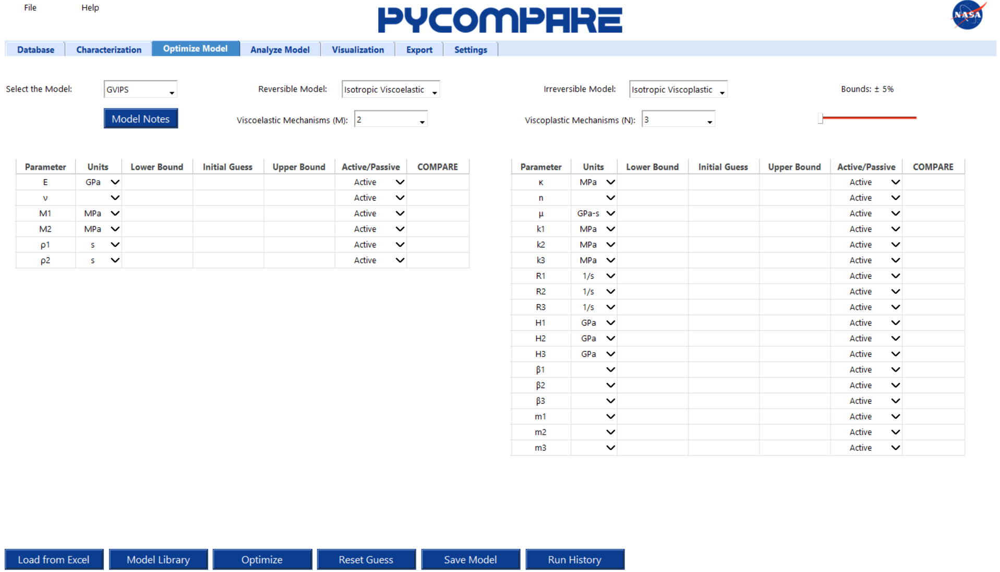 File Help
PYCOMPARE
NASA
Database Characterization Optimize Model Analyze Model Visualization Export Settings
Select the Model: GVIPS Reversible Model: Isotropic Viscoelastic Irreversible Model: Isotropic Viscoplastic Bounds: ± 5%
Model Notes Viscoelastic Mechanisms (M): 2 Viscoplastic Mechanisms (N): 3
Parameter Units Lower Bound Initial Guess Upper Bound Active/Passive COMPARE
E GPa Active
ν Active
M1 MPa Active
M2 MPa Active
ρ1 s Active
ρ2 s Active
Parameter Units Lower Bound Initial Guess Upper Bound Active/Passive COMPARE
κ MPa Active
n Active
μ GPa-s Active
k1 MPa Active
k2 MPa Active
k3 MPa Active
R1 1/s Active
R2 1/s Active
R3 1/s Active
H1 GPa Active
H2 GPa Active
H3 GPa Active
β1 Active
β2 Active
β3 Active
m1 Active
m2 Active
m3 Active
Load from Excel Model Library Optimize Reset Guess Save Model Run History